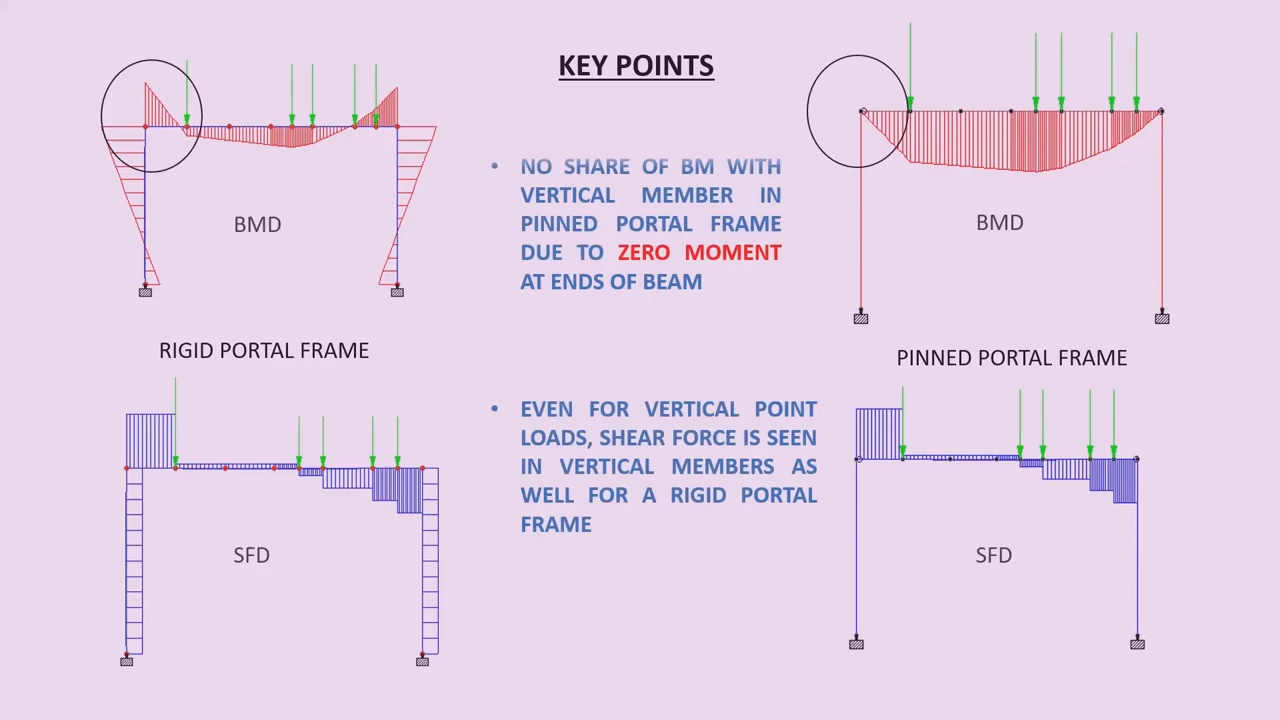 KEY POINTS
• NO SHARE OF BM WITH
VERTICAL MEMBER IN
PINNED PORTAL FRAME
DUE TO ZERO MOMENT
AT ENDS OF BEAM
BMD
BMD
RIGID PORTAL FRAME
PINNED PORTAL FRAME
• EVEN FOR VERTICAL POINT
LOADS, SHEAR FORCE IS SEEN
IN VERTICAL MEMBERS AS
WELL FOR A RIGID PORTAL
FRAME
SFD
SFD